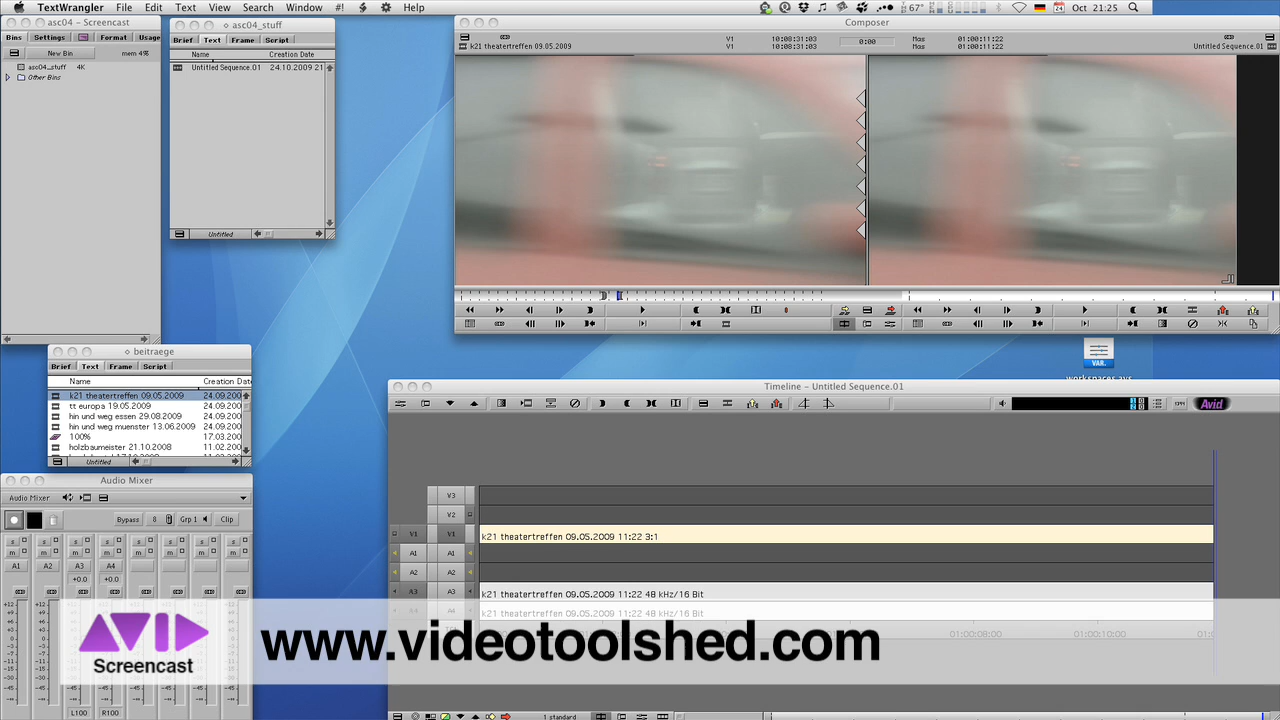 TextWrangler File Edit Text View Search Window #! Help
67° Oct 21:25
asc04 - Screencast
Bins Settings Format Usage
New Bin mem 4%
asc04_stuff 4K
Other Bins
asc04_stuff
Brief Text Frame Script
Name Creation Date
Untitled Sequence.01 24.10.2009 21
Untitled
Composer
k21 theatertreffen 09.05.2009 V1 10:08:31:03 0:00 Mas 01:00:11:22
V1 10:08:31:03 Mas 01:00:11:22 Untitled Sequence.01
VAR.
workspaces.avs
beitraege
Brief Text Frame Script
Name Creation Date
k21 theatertreffen 09.05.2009 24.09.200
tt europa 19.05.2009 24.09.200
hin und weg essen 29.08.2009 24.09.200
hin und weg muenster 13.06.2009 24.09.200
100% 17.03.200
holzbaumeister 21.10.2008 11.02.200
Untitled
Audio Mixer
Audio Mixer
Bypass 8 Grp 1 Clip
S S S S S S S S
m m m m m m m m
A1 A2 A3 A4
+0.0 +0.0
L100 R100
Timeline - Untitled Sequence.01
Avid
V3
V2
V1 V1 k21 theatertreffen 09.05.2009 11:22 3:1
A1 A1
A2 A2
A3 A3 k21 theatertreffen 09.05.2009 11:22 48 kHz/16 Bit
A4 A4 k21 theatertreffen 09.05.2009 11:22 48 kHz/16 Bit
01:00:08:00 01:00:10:00
1 standard
AVID
Screencast
www.videotoolshed.com